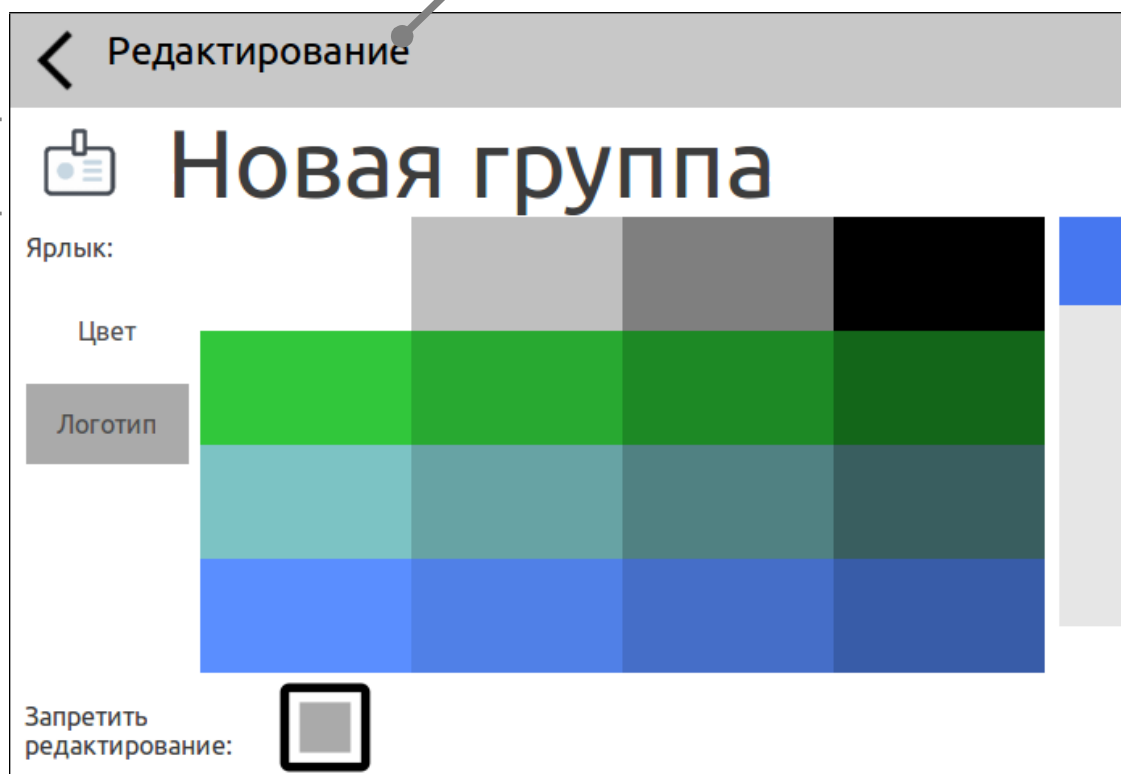 Редактирование
Новая группа
Ярлык:
Цвет
Логотип
Запретить
редактирование: